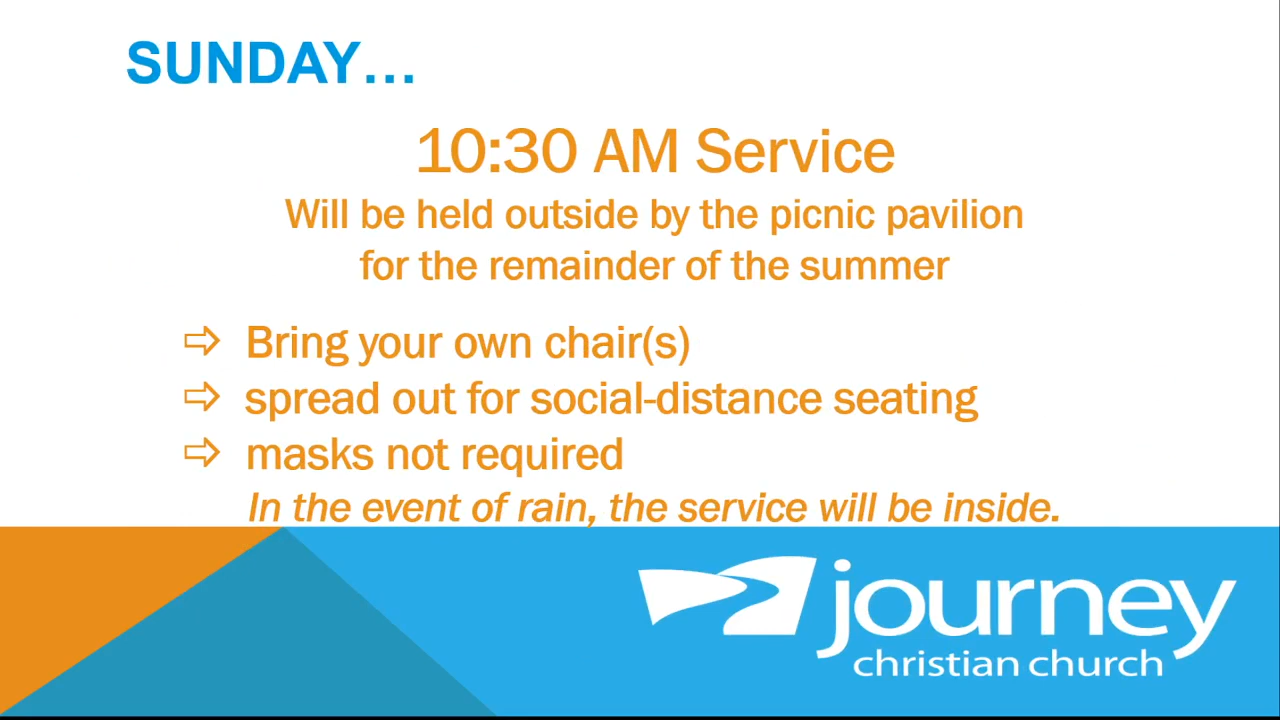 SUNDAY…
10:30 AM Service
Will be held outside by the picnic pavilion
for the remainder of the summer
⇨ Bring your own chair(s)
⇨ spread out for social-distance seating
⇨ masks not required
In the event of rain, the service will be inside.
journey
christian church